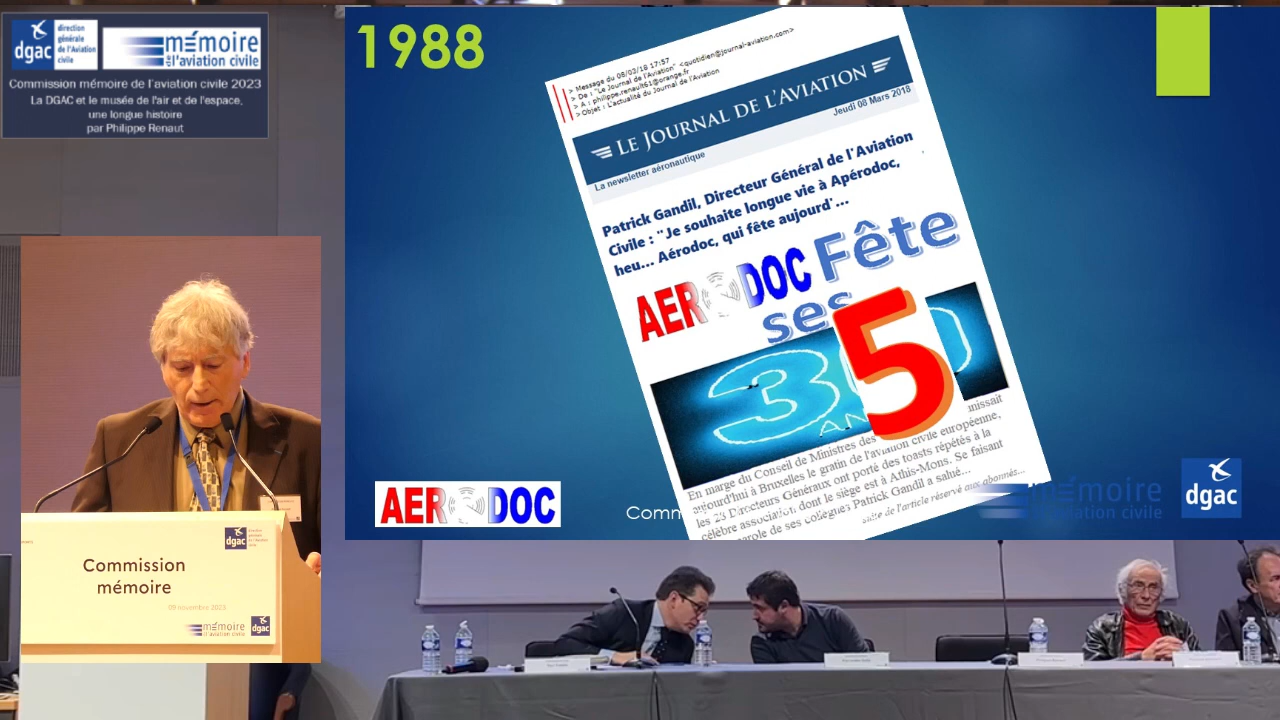 dgac
direction
générale
de l'Aviation
civile
mémoire
de l'aviation civile
Commission mémoire de l'aviation civile 2023
La DGAC et le musée de l'air et de l'espace,
une longue histoire
par Philippe Renaut
1988
> Message du 08/03/18 17:57
> De : "Le Journal de l'Aviation" <quotidien@journal-aviation.com>
> A : philippe.renault61@orange.fr
> Objet : L'actualité du Journal de l'Aviation
LE JOURNAL DE L'AVIATION
La newsletter aéronautique
Jeudi 08 Mars 2018
Patrick Gandil, Directeur Général de l'Aviation
Civile : "Je souhaite longue vie à Apérodoc,
heu... Aérodoc, qui fête aujourd'...
AERODOC Fête
ses
35
ANS
En marge du Conseil de Ministres des
unissait
aujourd'hui à Bruxelles le gratin de l'aviation civile européenne,
les 23 Directeurs Généraux ont porté des toasts répétés à la
célèbre association dont le siège est à Athis-Mons. Se faisant
parole de ses collègues Patrick Gandil a salué...
suite de l'article réservé aux abonnés...
AERODOC
Comm
mémoire
de l'aviation civile
dgac
dgac
Commission
mémoire
09 novembre 2023
mémoire
de l'aviation civile
dgac